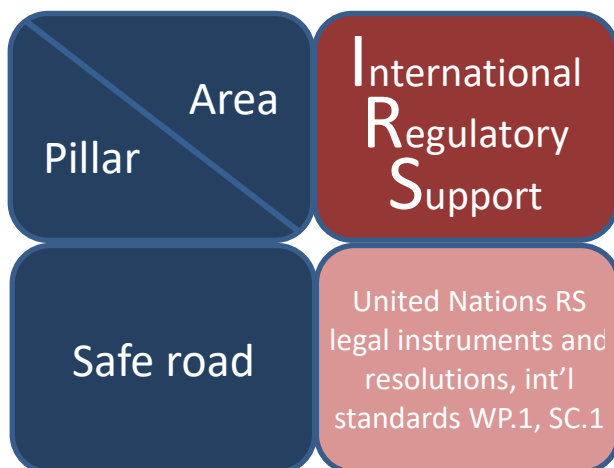 Area
Pillar
International
Regulatory
Support
Safe road
United Nations RS
legal instruments and
resolutions, int'l
standards WP.1, SC.1